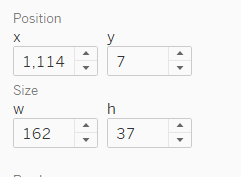 Position
x y
1,114 7
Size
w h
162 37